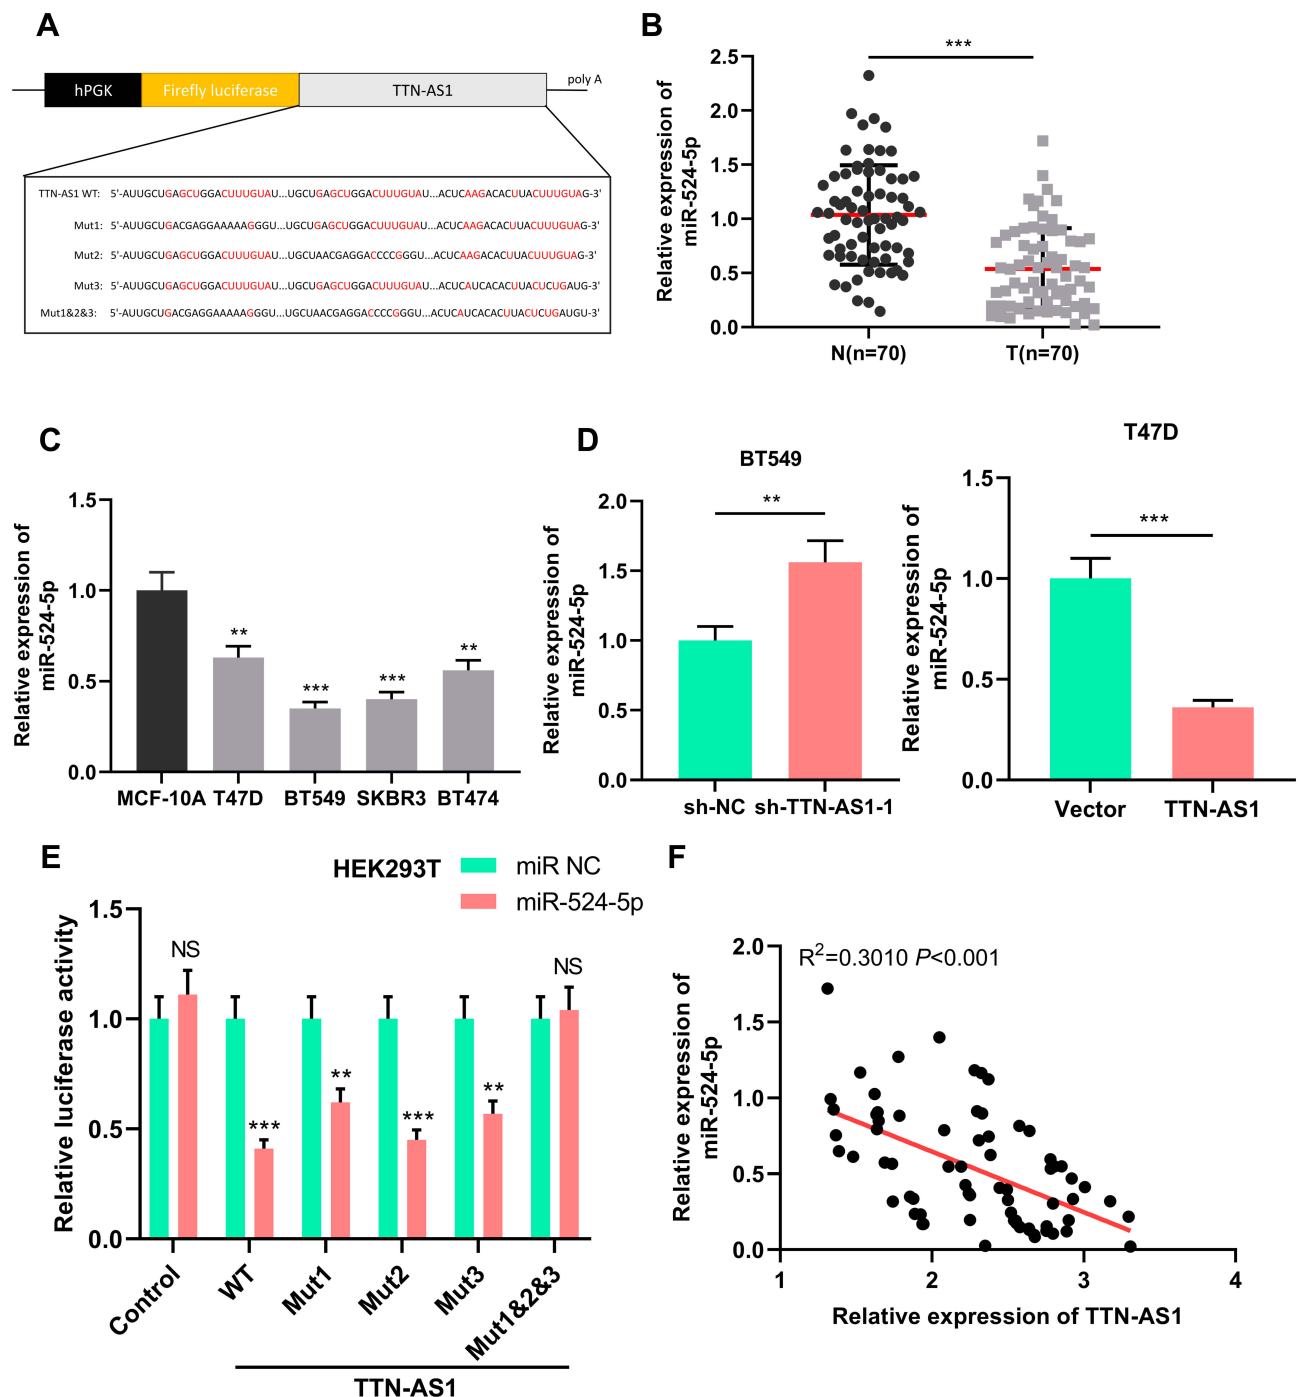 A
hPGK Firefly luciferase TTN-AS1 poly A
TTN-AS1 WT: 5'-AUUGCUGAGCUGGACUUUGUAU...UGCUGAGCUGGACUUUGUAU...ACUCAAGACACUUACUUUGUAG-3'
Mut1: 5'-AUUGCUGACGAGGAAAAAGGGU...UGCUGAGCUGGACUUUGUAU...ACUCAAGACACUUACUUUGUAG-3'
Mut2: 5'-AUUGCUGAGCUGGACUUUGUAU...UGCUAACGAGGACCCCGGGU...ACUCAAGACACUUACUUUGUAG-3'
Mut3: 5'-AUUGCUGAGCUGGACUUUGUAU...UGCUGAGCUGGACUUUGUAU...ACUCAUCACACUUACUCUGAUG-3'
Mut1&2&3: 5'-AUUGCUGACGAGGAAAAAGGGU...UGCUAACGAGGACCCCGGGU...ACUCAUCACACUUACUCUGAUGU-3'
B
Relative expression of
miR-524-5p
2.5
2.0
1.5
1.0
0.5
0.0
***
N(n=70) T(n=70)
C
Relative expression of
miR-524-5p
1.5
1.0
0.5
0.0
** *** *** **
MCF-10A T47D BT549 SKBR3 BT474
D
BT549
Relative expression of
miR-524-5p
2.0
1.5
1.0
0.5
0.0
**
sh-NC sh-TTN-AS1-1
T47D
Relative expression of
miR-524-5p
1.5
1.0
0.5
0.0
***
Vector TTN-AS1
E
HEK293T
miR NC
miR-524-5p
Relative luciferase activity
1.5
1.0
0.5
0.0
NS *** ** *** ** NS
Control WT Mut1 Mut2 Mut3 Mut1&2&3
TTN-AS1
F
R2=0.3010 P<0.001
Relative expression of
miR-524-5p
2.0
1.5
1.0
0.5
0.0
1 2 3 4
Relative expression of TTN-AS1